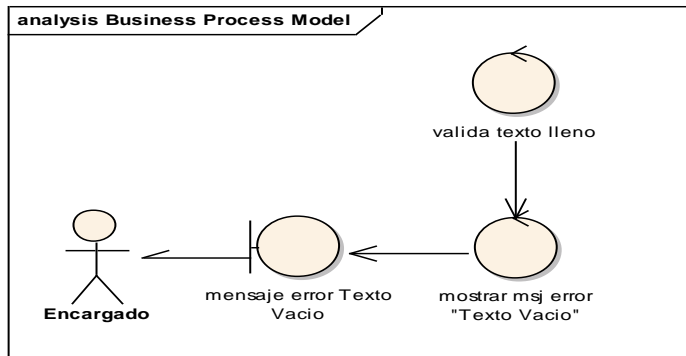 analysis Business Process Model
valida texto lleno
mensaje error Texto
Vacio
mostrar msj error
"Texto Vacio"
Encargado